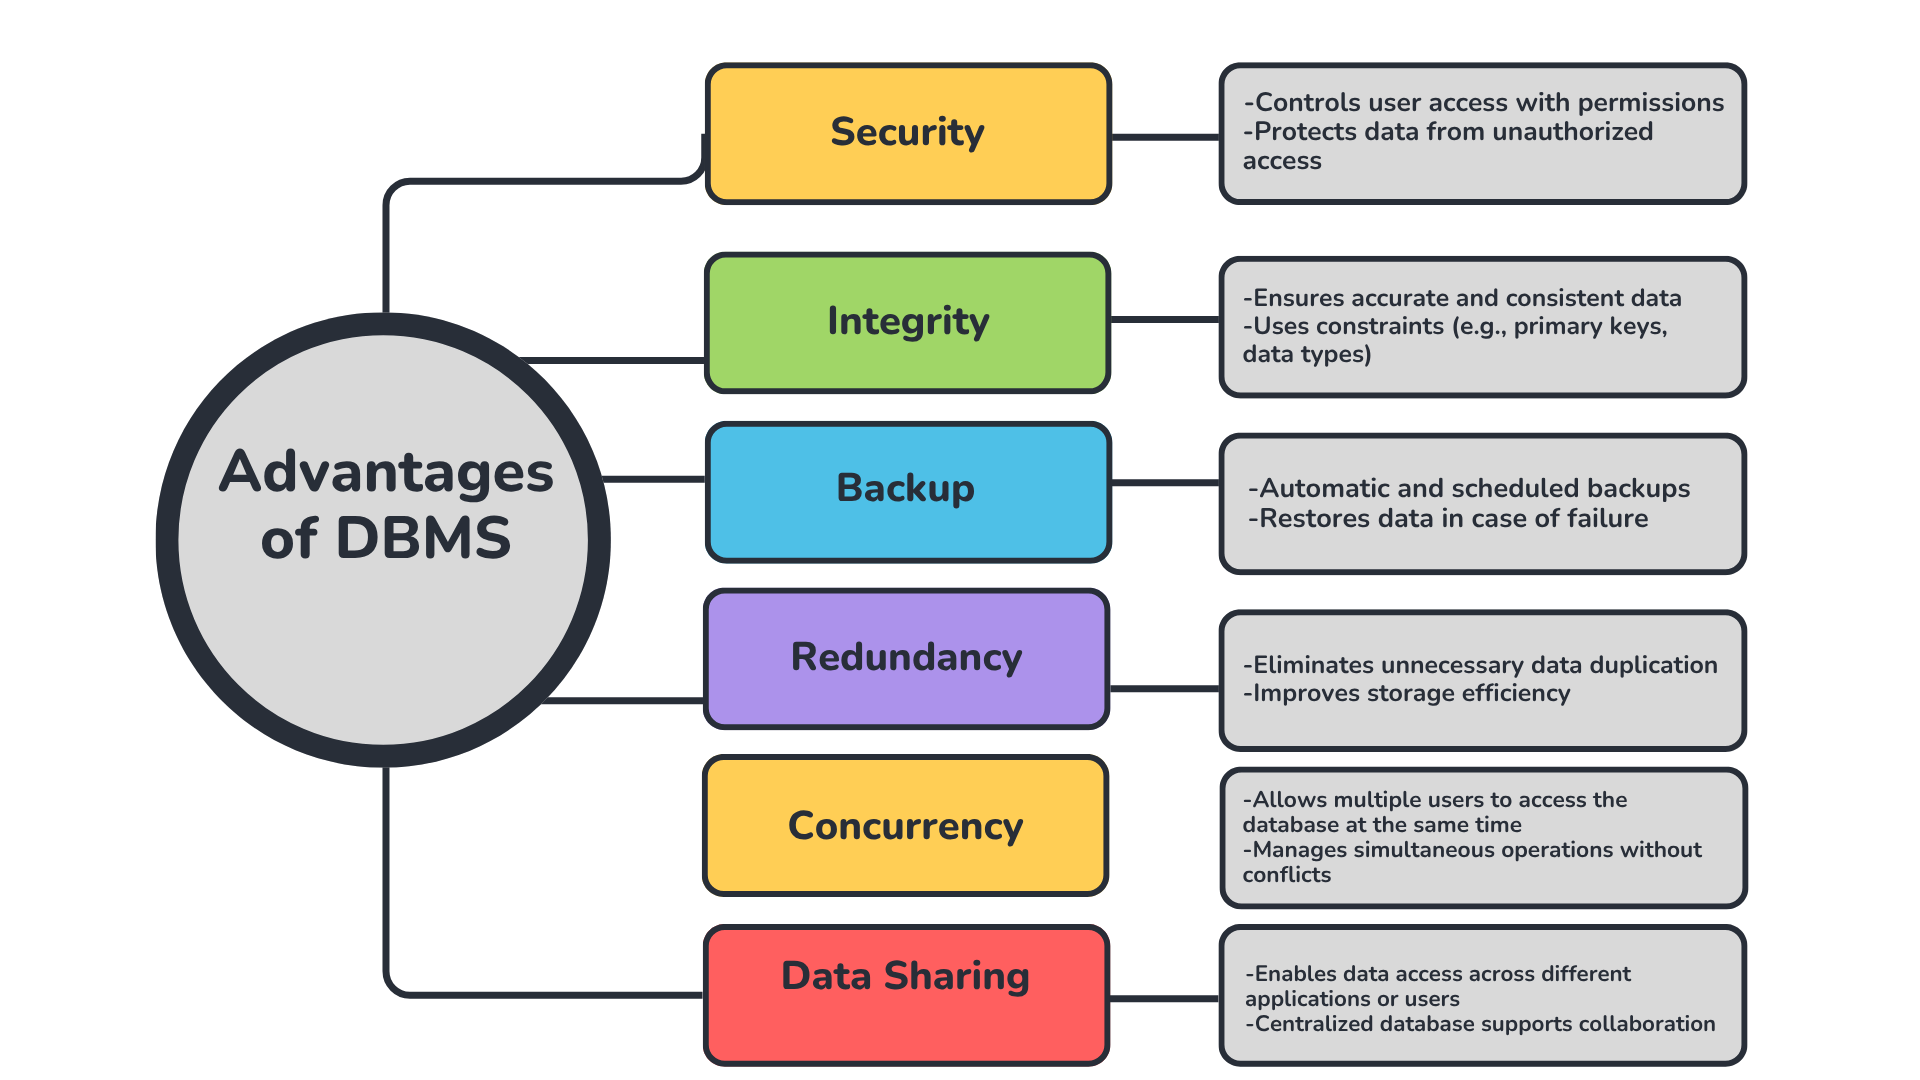 Advantages
of DBMS
Security
-Controls user access with permissions
-Protects data from unauthorized
access
Integrity
-Ensures accurate and consistent data
-Uses constraints (e.g., primary keys,
data types)
Backup
-Automatic and scheduled backups
-Restores data in case of failure
Redundancy
-Eliminates unnecessary data duplication
-Improves storage efficiency
Concurrency
-Allows multiple users to access the
database at the same time
-Manages simultaneous operations without
conflicts
Data Sharing
-Enables data access across different
applications or users
-Centralized database supports collaboration